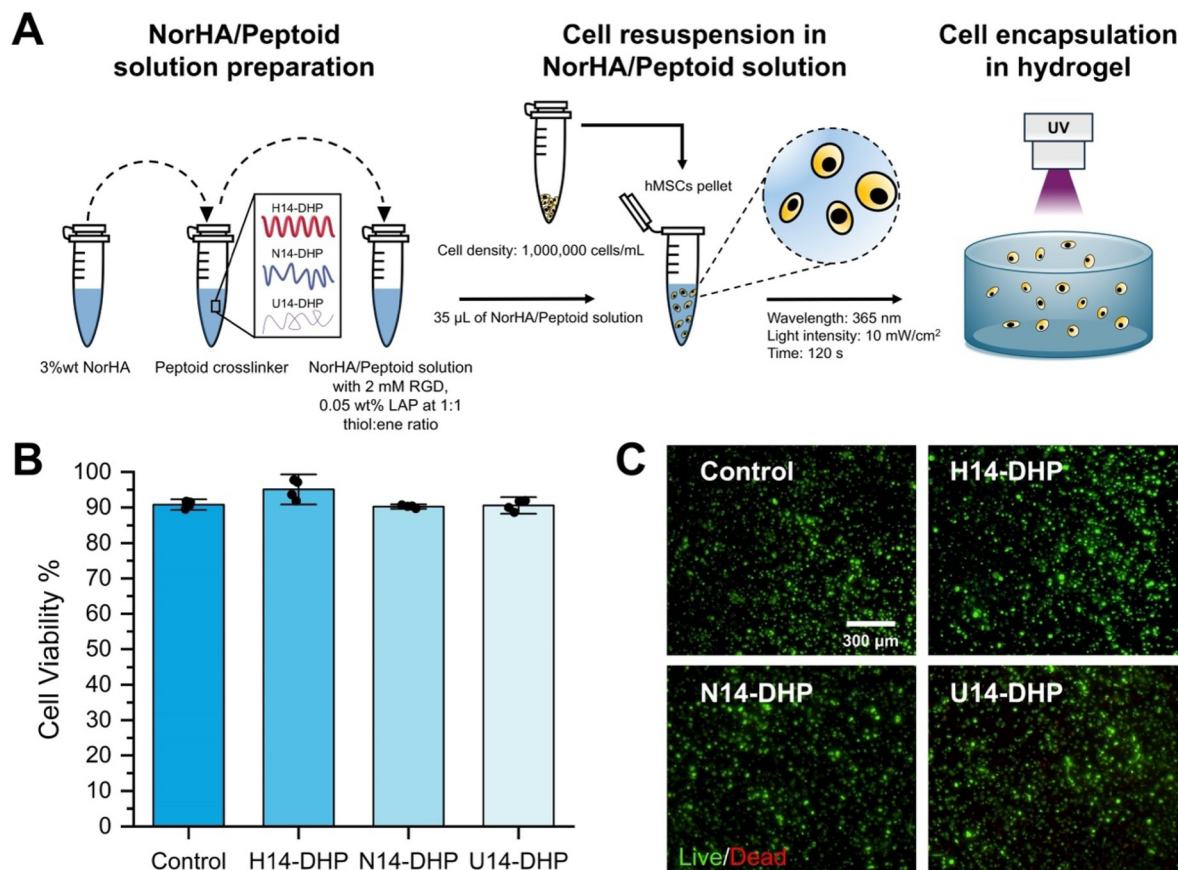 A
NorHA/Peptoid
solution preparation
Cell resuspension in
NorHA/Peptoid solution
Cell encapsulation
in hydrogel
H14-DHP
N14-DHP
U14-DHP
3%wt NorHA
Peptoid crosslinker
NorHA/Peptoid solution
with 2 mM RGD,
0.05 wt% LAP at 1:1
thiol:ene ratio
hMSCs pellet
Cell density: 1,000,000 cells/mL
35 µL of NorHA/Peptoid solution
Wavelength: 365 nm
Light intensity: 10 mW/cm²
Time: 120 s
UV
B
Cell Viability %
100
90
80
70
60
50
40
30
20
10
0
Control
H14-DHP
N14-DHP
U14-DHP
C
Control
300 µm
H14-DHP
N14-DHP
Live/Dead
U14-DHP